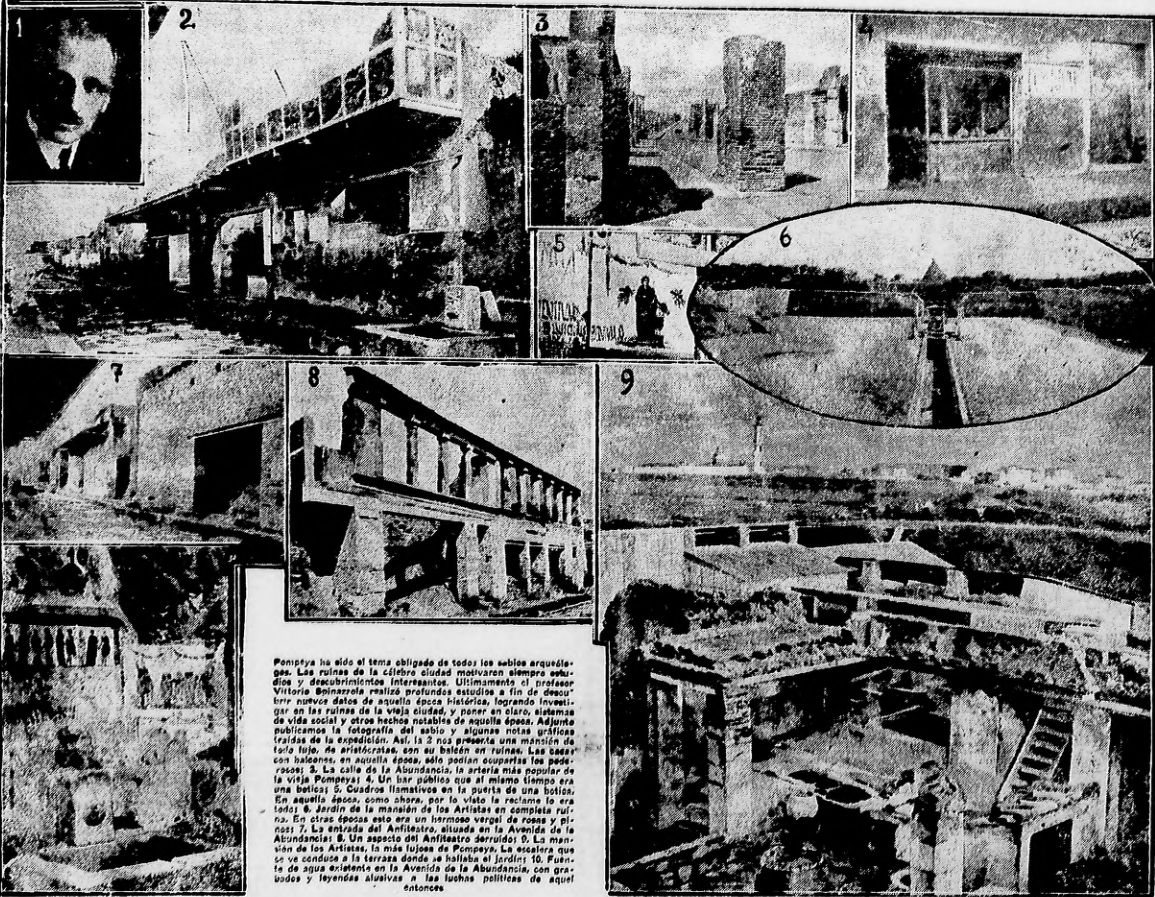 1
2
3
4
5
6
7
8
9
Pompeya ha sido el tema obligado de todos los sabios arqueólo-
gos. Las ruinas de la célebre ciudad motivaron siempre estu-
dios y descubrimientos interesantes. Ultimamente el profesor
Vittorio Spinazzola realizó profundos estudios a fin de descu-
brir nuevos datos de aquella época histórica, logrando investi-
gar en las ruinas de la vieja ciudad, y poner en claro, sistemas
de vida social y otros hechos notables de aquella época. Adjunto
publicamos la fotografía del sabio y algunas notas gráficas
traídas de la expedición. Así, la 2 nos presenta una mansión de
todo lujo, de aristócratas, con su balcón en ruinas. Las casas
con balcones, en aquella época, sólo podían ocuparlas los pode-
rosos; 3. La calle de la Abundancia, la arteria más popular de
la vieja Pompeya; 4. Un bar público que al mismo tiempo era
una botica; 5. Cuadros llamativos en la puerta de una botica.
En aquella época, como ahora, por lo visto la reclame lo era
todo; 6. Jardín de la mansión de los Artistas en completa rui-
na. En otras épocas esto era un hermoso vergel de rosas y pi-
nos; 7. La entrada del Anfiteatro, situada en la Avenida de la
Abundancia; 8. Un aspecto del Anfiteatro derruido; 9. La man-
sión de los Artistas, la más lujosa de Pompeya. La escalera que
se ve conduce a la terraza donde se hallaba el jardín; 10. Fuen-
te de agua existente en la Avenida de la Abundancia, con gra-
bados y leyendas alusivas a las luchas políticas de aquel
entonces